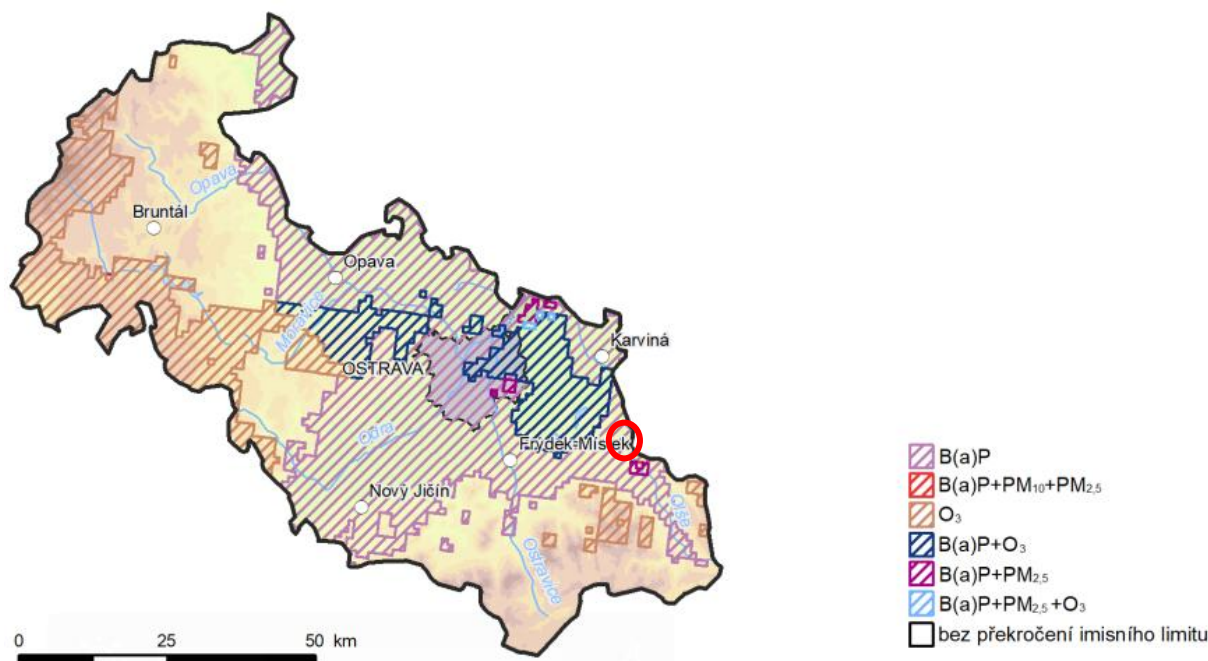 Opava
Bruntál
Opava
Moravice
Karviná
OSTRAVA
Odra
Frýdek-Místek
Nový Jičín
Olše
Ostravice
0 25 50 km
B(a)P
B(a)P+PM₁₀+PM₂,₅
O₃
B(a)P+O₃
B(a)P+PM₂,₅
B(a)P+PM₂,₅+O₃
bez překročení imisního limitu